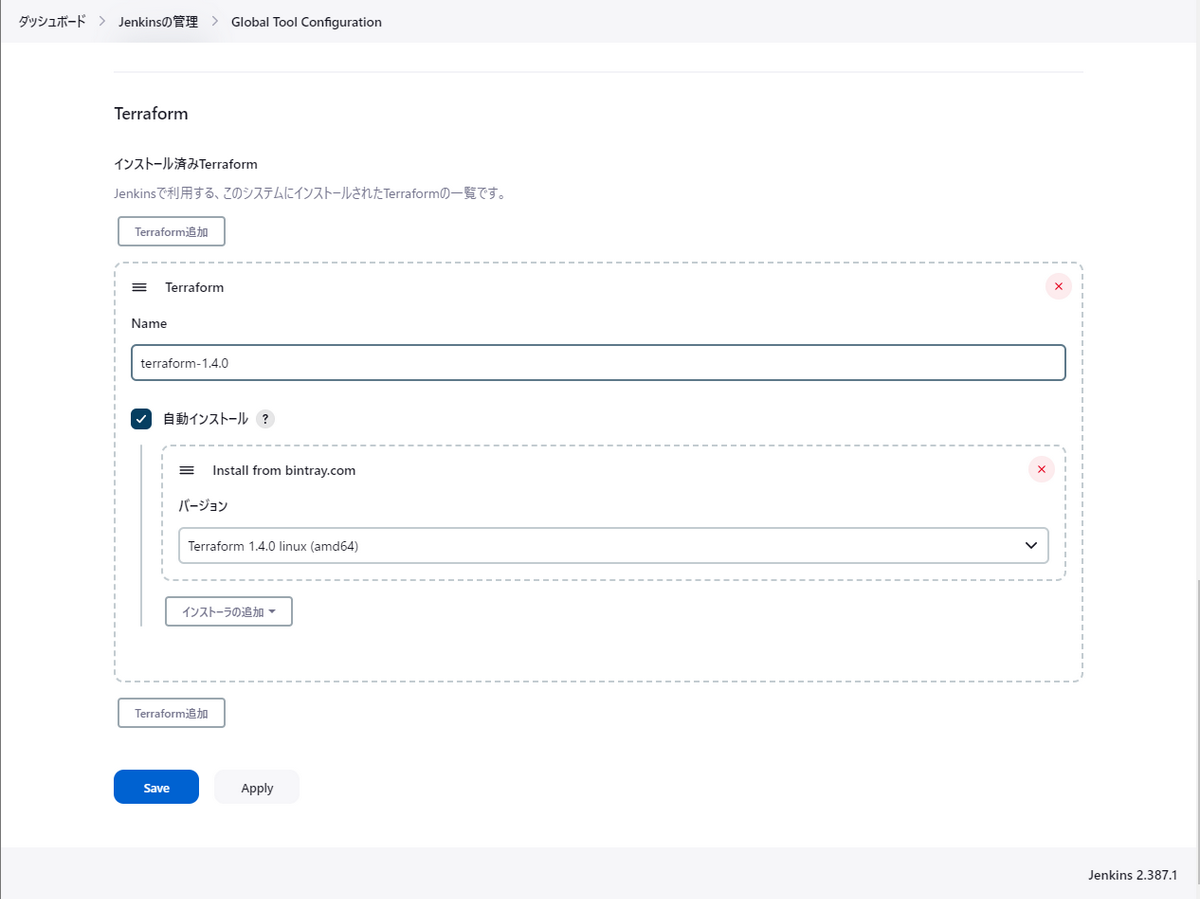 ダッシュボード > Jenkinsの管理 > Global Tool Configuration
Terraform
インストール済みTerraform
Jenkinsで利用する、このシステムにインストールされたTerraformの一覧です。
Terraform追加
Terraform
Name
terraform-1.4.0
自動インストール ?
Install from bintray.com
バージョン
Terraform 1.4.0 linux (amd64)
インストーラの追加
Terraform追加
Save Apply
Jenkins 2.387.1